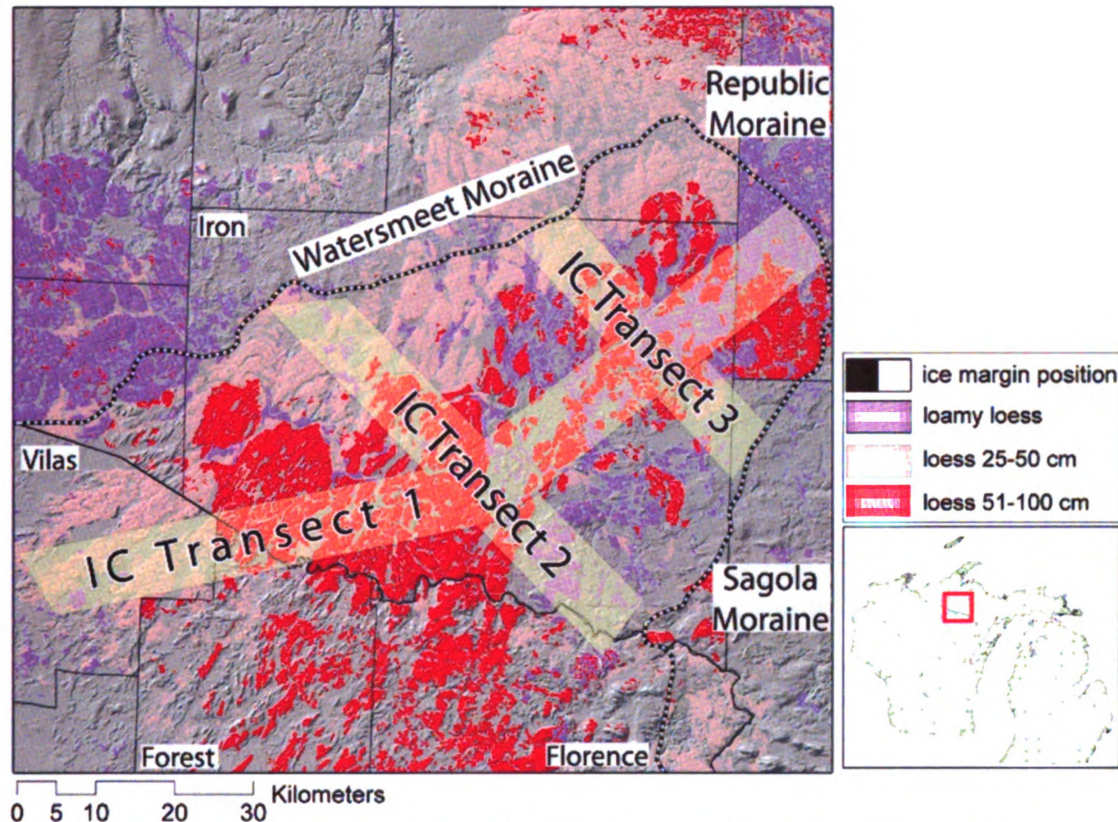 Republic
Moraine
Watersmeet Moraine
Iron
IC Transect 3
IC Transect 2
IC Transect 1
Vilas
Sagola
Moraine
Forest
Florence
ice margin position
loamy loess
loess 25-50 cm
loess 51-100 cm
Kilometers
0 5 10 20 30